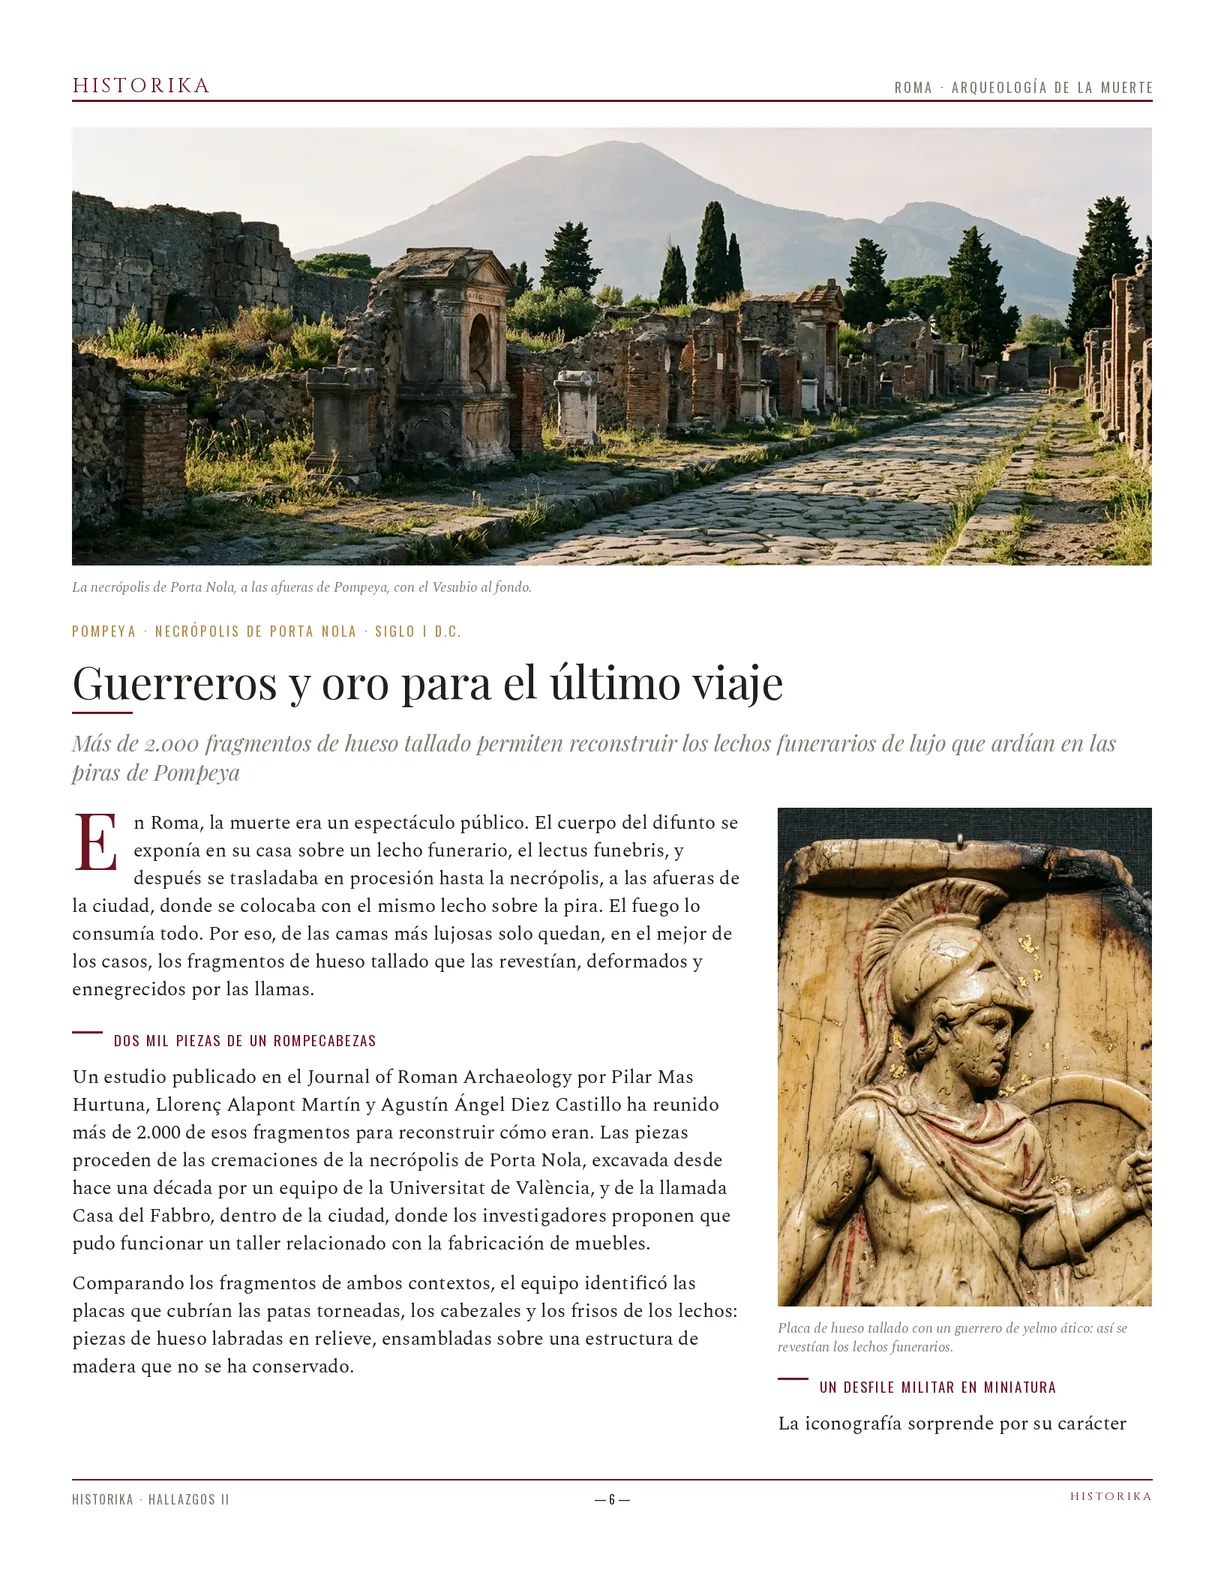 HISTORIKA
ROMA · ARQUEOLOGÍA DE LA MUERTE
La necrópolis de Porta Nola, a las afueras de Pompeya, con el Vesubio al fondo.
POMPEYA · NECRÓPOLIS DE PORTA NOLA · SIGLO I D.C.
Guerreros y oro para el último viaje
Más de 2.000 fragmentos de hueso tallado permiten reconstruir los lechos funerarios de lujo que ardían en las
piras de Pompeya
En Roma, la muerte era un espectáculo público. El cuerpo del difunto se
exponía en su casa sobre un lecho funerario, el lectus funebris, y
después se trasladaba en procesión hasta la necrópolis, a las afueras de
la ciudad, donde se colocaba con el mismo lecho sobre la pira. El fuego lo
consumía todo. Por eso, de las camas más lujosas solo quedan, en el mejor de
los casos, los fragmentos de hueso tallado que las revestían, deformados y
ennegrecidos por las llamas.
DOS MIL PIEZAS DE UN ROMPECABEZAS
Un estudio publicado en el Journal of Roman Archaeology por Pilar Mas
Hurtuna, Llorenç Alapont Martín y Agustín Ángel Diez Castillo ha reunido
más de 2.000 de esos fragmentos para reconstruir cómo eran. Las piezas
proceden de las cremaciones de la necrópolis de Porta Nola, excavada desde
hace una década por un equipo de la Universitat de València, y de la llamada
Casa del Fabbro, dentro de la ciudad, donde los investigadores proponen que
pudo funcionar un taller relacionado con la fabricación de muebles.
Comparando los fragmentos de ambos contextos, el equipo identificó las
placas que cubrían las patas torneadas, los cabezales y los frisos de los lechos:
piezas de hueso labradas en relieve, ensambladas sobre una estructura de
madera que no se ha conservado.
Placa de hueso tallado con un guerrero de yelmo ático: así se
revestían los lechos funerarios.
UN DESFILE MILITAR EN MINIATURA
La iconografía sorprende por su carácter
HISTORIKA · HALLAZGOS II
— 6 —
HISTORIKA